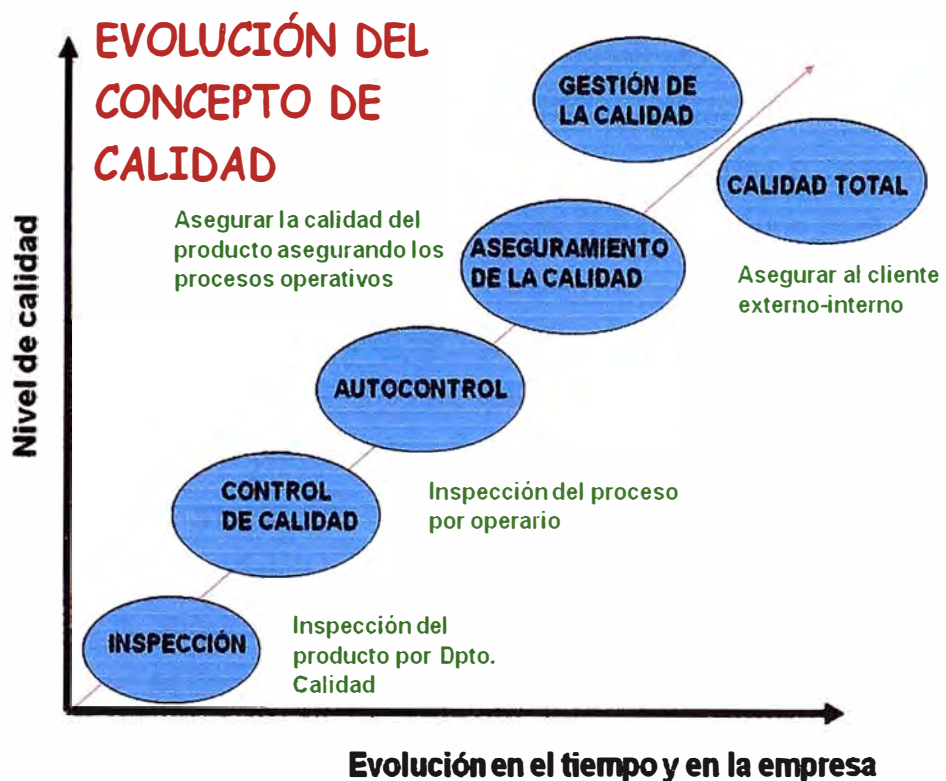 EVOLUCIÓN DEL
CONCEPTO DE
CALIDAD
GESTIÓN DE
LA CALIDAD
CALIDAD TOTAL
Asegurar la calidad del
producto asegurando los
procesos operativos
ASEGURAMIENTO
DE LA CALIDAD
Asegurar al cliente
externo-interno
Nivel de calidad
AUTOCONTROL
CONTROL
DE CALIDAD
Inspección del proceso
por operario
INSPECCIÓN
Inspección del
producto por Dpto.
Calidad
Evolución en el tiempo y en la empresa